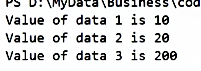 PS D:\MyData\Business\cod
Value of data 1 is 10
Value of data 2 is 20
Value of data 3 is 200